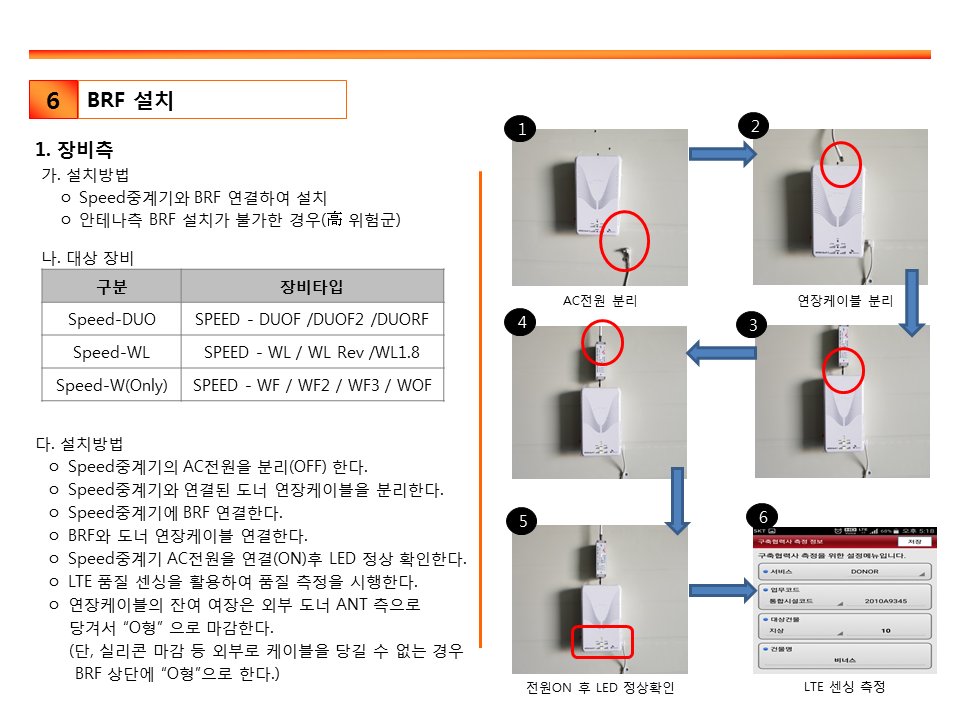 6
BRF 설치
1. 장비측
가. 설치방법
ㅇ Speed중계기와 BRF 연결하여 설치
ㅇ 안테나측 BRF 설치가 불가한 경우(高 위험군)
나. 대상 장비
구분 장비타입
Speed-DUO SPEED - DUOF /DUOF2 /DUORF
Speed-WL SPEED - WL / WL Rev /WL1.8
Speed-W(Only) SPEED - WF / WF2 / WF3 / WOF
다. 설치방법
ㅇ Speed중계기의 AC전원을 분리(OFF) 한다.
ㅇ Speed중계기와 연결된 도너 연장케이블을 분리한다.
ㅇ Speed중계기에 BRF 연결한다.
ㅇ BRF와 도너 연장케이블 연결한다.
ㅇ Speed중계기 AC전원을 연결(ON)후 LED 정상 확인한다.
ㅇ LTE 품질 센싱을 활용하여 품질 측정을 시행한다.
ㅇ 연장케이블의 잔여 여장은 외부 도너 ANT 측으로
당겨서 “O형” 으로 마감한다.
(단, 실리콘 마감 등 외부로 케이블을 당길 수 없는 경우
BRF 상단에 “O형”으로 한다.)
1
2
AC전원 분리
연장케이블 분리
4
3
5
6
전원ON 후 LED 정상확인
SKT
LTE
68%
오후 5:18
구축협력사 측정 정보
저장
구축협력사 측정을 위한 설정메뉴입니다.
서비스 DONOR
업무코드
통합시설코드 2010A9345
대상건물
지상 10
건물명
비너스
LTE 센싱 측정